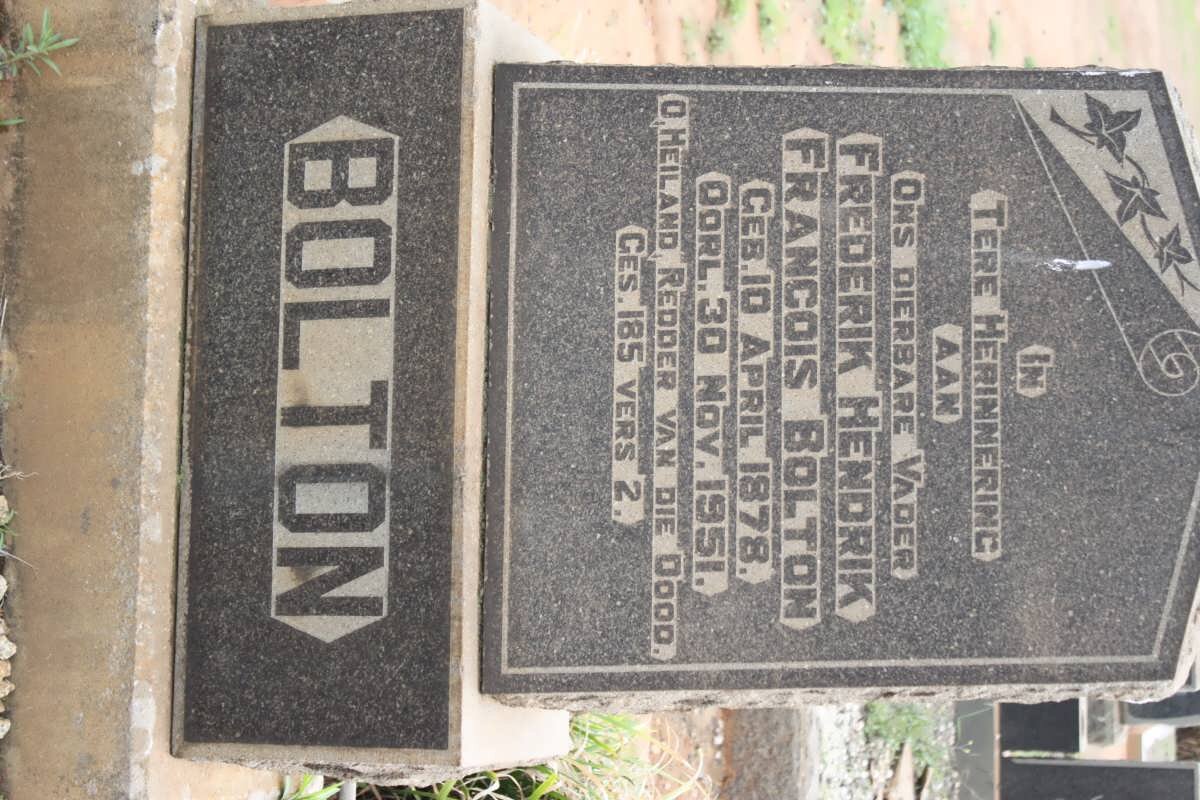 IN
TERE HERINNERING
AAN
ONS DIERBARE VADER
FREDERIK HENDRIK
FRANCOIS BOLTON
GEB. 10 APRIL 1878.
OORL. 30 NOV. 1951.
O, HEILAND, REDDER VAN DIE DOOD.
GES. 185 VERS 2.
BOLTON